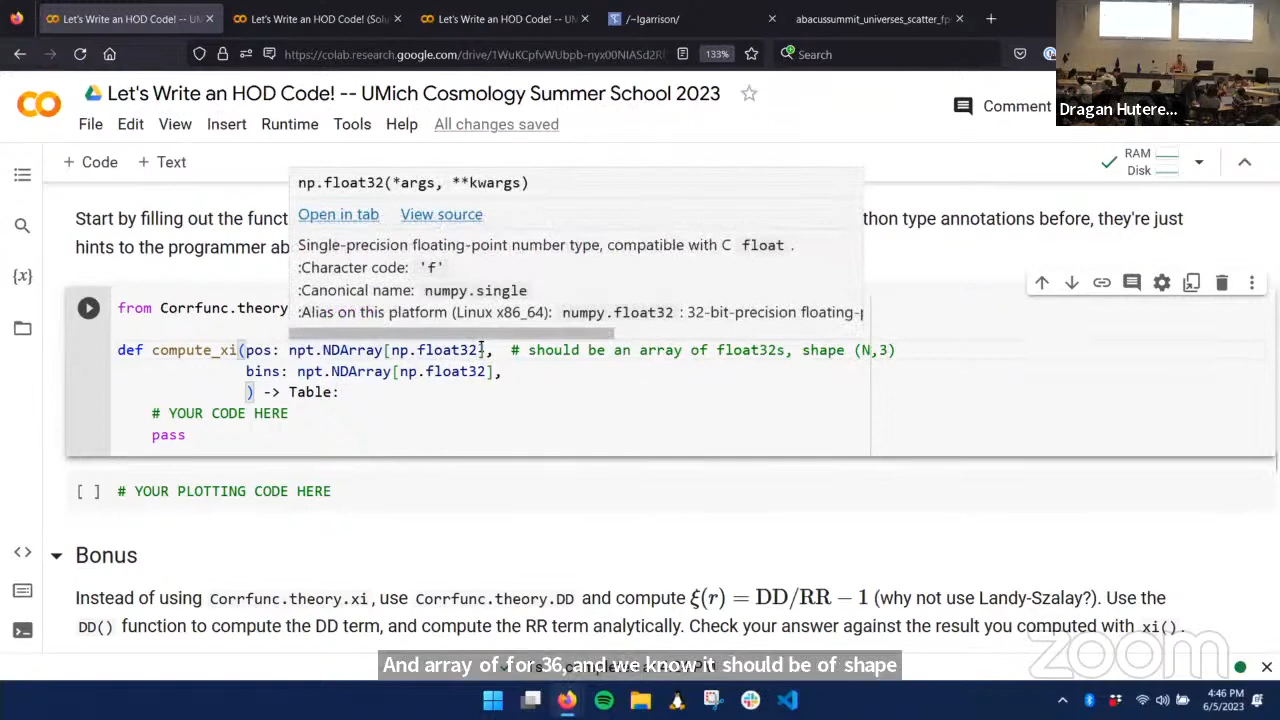 Let's Write an HOD Code! -- UM
Let's Write an HOD Code! (Solu
Let's Write an HOD Code! -- UM
/~lgarrison/
abacussummit_universes_scatter_f
https://colab.research.google.com/drive/
133%
Search
Let's Write an HOD Code! -- UMich Cosmology Summer School 2023
Comment
Dragan Hutere...
File Edit View Insert Runtime Tools Help All changes saved
+ Code + Text
RAM
Disk
np.float32(*args, **kwargs)
Open in tab View source
Start by filling out the funct
thon type annotations before, they're just
hints to the programmer ab
Single-precision floating-point number type, compatible with C float .
:Character code: 'f'
:Canonical name: numpy.single
:Alias on this platform (Linux x86_64): numpy.float32 : 32-bit-precision floating-p
from Corrfunc.theory
def compute_xi(pos: npt.NDArray[np.float32], # should be an array of float32s, shape (N,3)
bins: npt.NDArray[np.float32],
) -> Table:
# YOUR CODE HERE
pass
[ ] # YOUR PLOTTING CODE HERE
Bonus
Instead of using Corrfunc.theory.xi, use Corrfunc.theory.DD and compute ξ(r) = DD/RR − 1 (why not use Landy-Szalay?). Use the
DD() function to compute the DD term, and compute the RR term analytically. Check your answer against the result you computed with xi().
And array of for 36, and we know it should be of shape
zoom
4:46 PM
6/5/2023